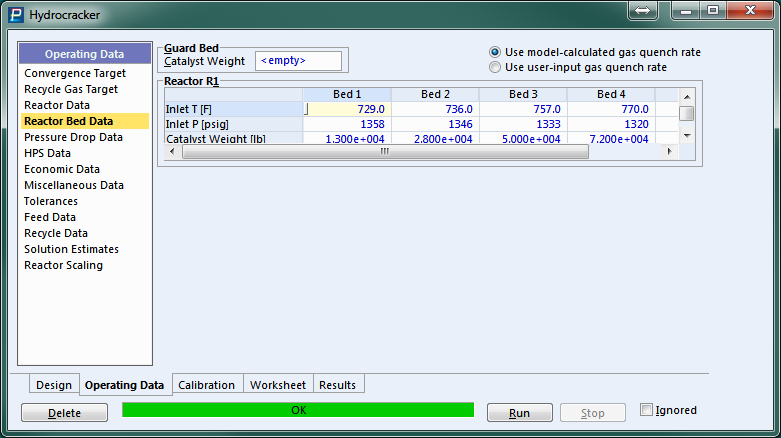 Hydrocracker
Operating Data
Convergence Target
Recycle Gas Target
Reactor Data
Reactor Bed Data
Pressure Drop Data
HPS Data
Economic Data
Miscellaneous Data
Tolerances
Feed Data
Recycle Data
Solution Estimates
Reactor Scaling
Guard Bed
Catalyst Weight <empty>
Use model-calculated gas quench rate
Use user-input gas quench rate
Reactor R1
Bed 1 Bed 2 Bed 3 Bed 4
Inlet T [F] 729.0 736.0 757.0 770.0
Inlet P [psig] 1358 1346 1333 1320
Catalyst Weight [lb] 1.300e+004 2.800e+004 5.000e+004 7.200e+004
Design Operating Data Calibration Worksheet Results
Delete OK Run Stop Ignored